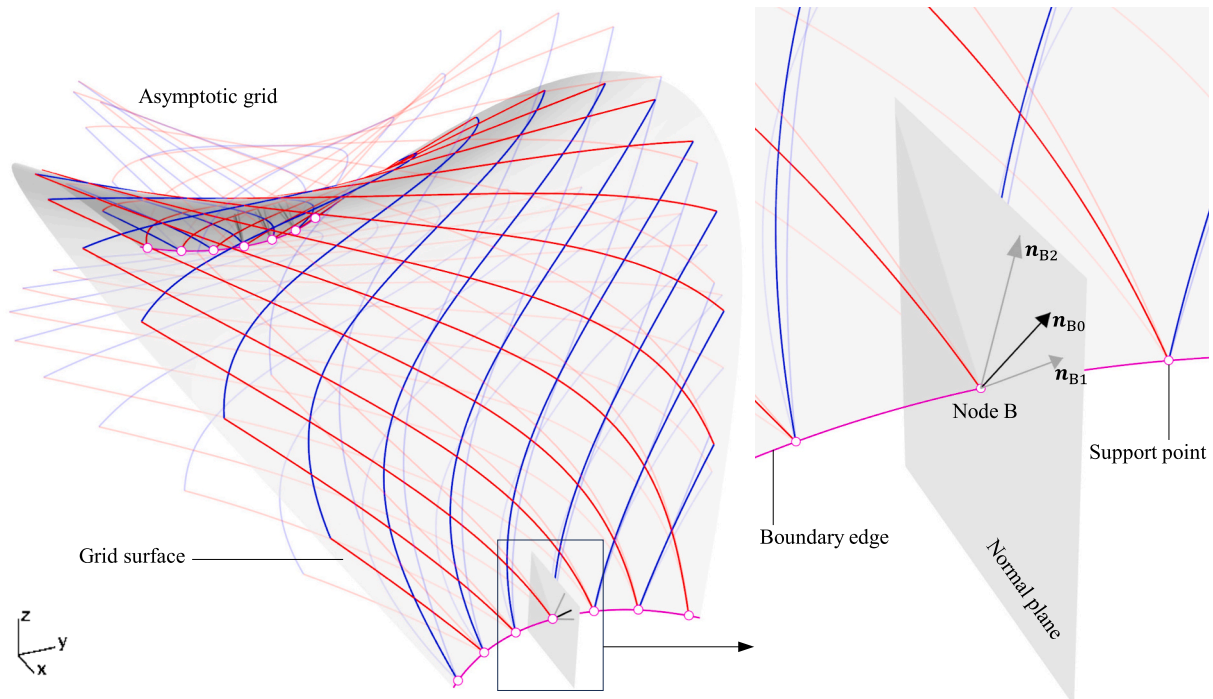 Asymptotic grid
Grid surface
z
y
x
n_B2
n_B0
n_B1
Node B
Support point
Boundary edge
Normal plane